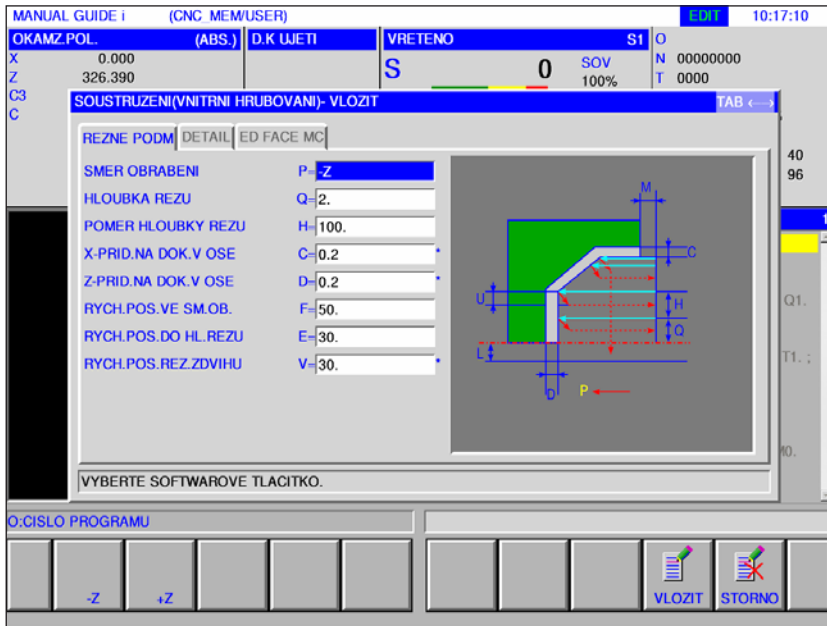 MANUAL GUIDE i (CNC_MEM/USER) EDIT 10:17:10
OKAMZ.POL. (ABS.) D.K UJETI VRETENO S1 O
X 0.000 N 00000000
Z 326.390 S 0 SOV 100% T 0000
C3
C
SOUSTRUZENI(VNITRNI HRUBOVANI)- VLOZIT TAB ←→
REZNE PODM DETAIL ED FACE MC
SMER OBRABENI P=-Z
HLOUBKA REZU Q=2.
POMER HLOUBKY REZU H=100.
X-PRID.NA DOK.V OSE C=0.2 *
Z-PRID.NA DOK.V OSE D=0.2 *
RYCH.POS.VE SM.OB. F=50.
RYCH.POS.DO HL.REZU E=30.
RYCH.POS.REZ.ZDVIHU V=30. *
M
C
U
H
Q
L
D
P
40
96
1
Q1.
T1. ;
M0.
VYBERTE SOFTWAROVE TLACITKO.
O:CISLO PROGRAMU
-Z +Z VLOZIT STORNO